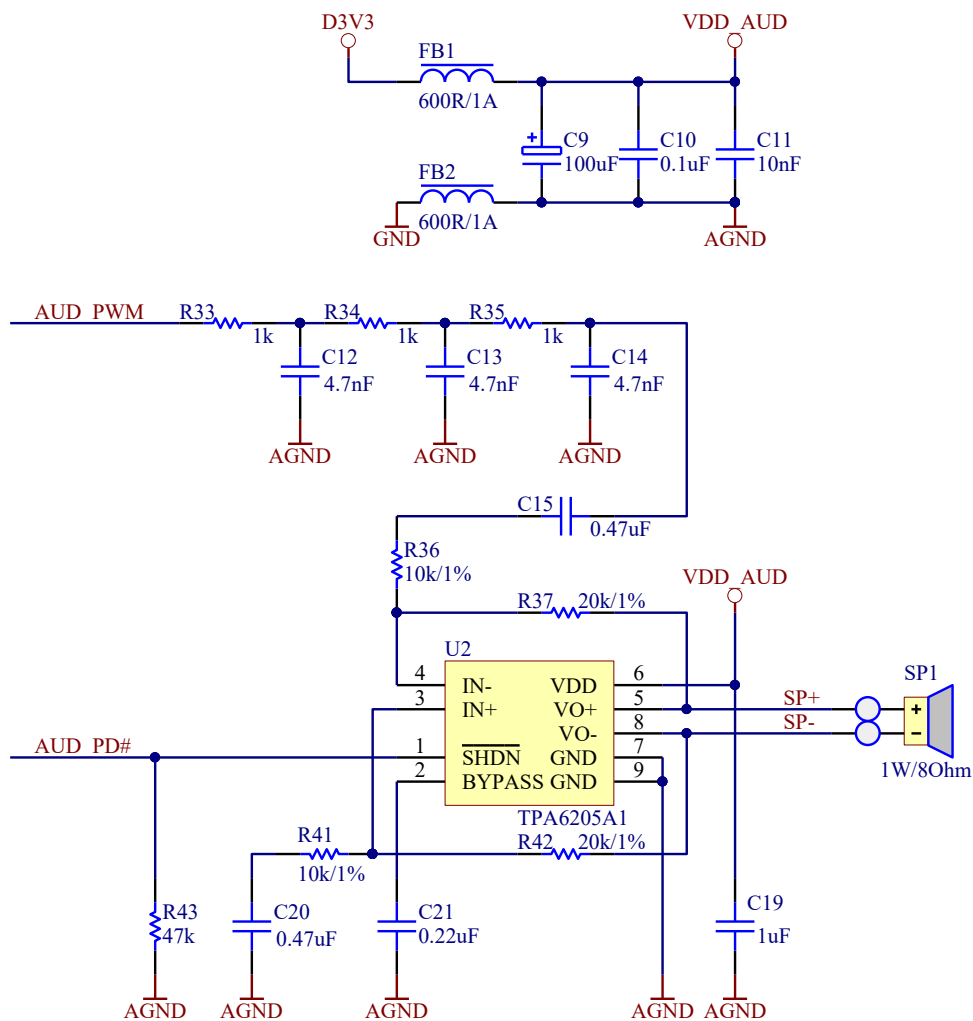 D3V3
VDD_AUD
FB1
600R/1A
C9
100uF
C10
0.1uF
C11
10nF
FB2
600R/1A
GND
AGND
AUD_PWM
R33
1k
R34
1k
R35
1k
C12
4.7nF
C13
4.7nF
C14
4.7nF
AGND
AGND
AGND
C15
0.47uF
R36
10k/1%
VDD_AUD
R37
20k/1%
U2
4
IN-
VDD
6
3
IN+
VO+
5
VO-
8
1
SHDN
GND
7
2
BYPASS
GND
9
TPA6205A1
SP+
SP-
SP1
+
-
1W/8Ohm
AUD_PD#
R41
10k/1%
R42
20k/1%
R43
47k
C20
0.47uF
C21
0.22uF
C19
1uF
AGND
AGND
AGND
AGND
AGND